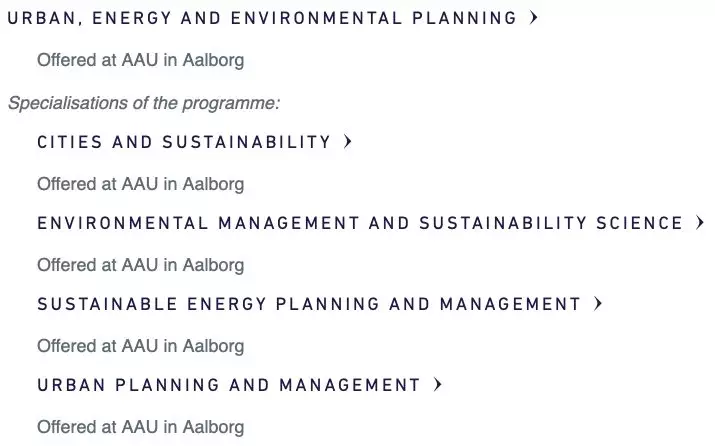 URBAN, ENERGY AND ENVIRONMENTAL PLANNING
Offered at AAU in Aalborg
Specialisations of the programme:
CITIES AND SUSTAINABILITY
Offered at AAU in Aalborg
ENVIRONMENTAL MANAGEMENT AND SUSTAINABILITY SCIENCE
Offered at AAU in Aalborg
SUSTAINABLE ENERGY PLANNING AND MANAGEMENT
Offered at AAU in Aalborg
URBAN PLANNING AND MANAGEMENT
Offered at AAU in Aalborg